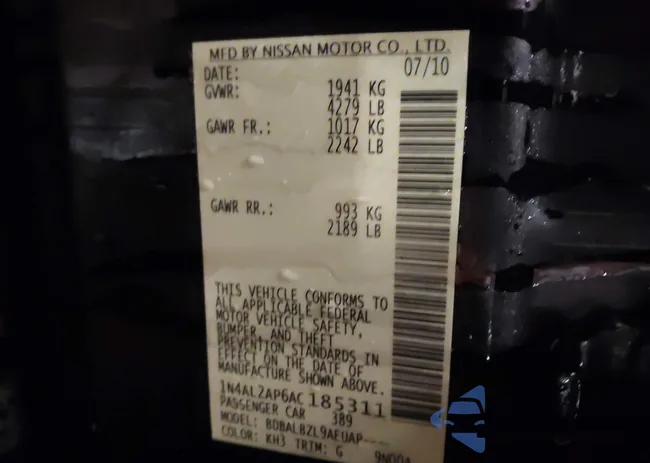 MFD BY NISSAN MOTOR CO., LTD.
DATE: 07/10
GVWR: 1941 KG
4279 LB
GAWR FR.: 1017 KG
2242 LB
GAWR RR.: 993 KG
2189 LB
THIS VEHICLE CONFORMS TO
ALL APPLICABLE FEDERAL
MOTOR VEHICLE SAFETY,
BUMPER, AND THEFT
PREVENTION STANDARDS IN
EFFECT ON THE DATE OF
MANUFACTURE SHOWN ABOVE.
1N4AL2AP6AC185311
PASSENGER CAR 389
MODEL: BDBALBZL9AEUAP----
COLOR: KH3 TRIM: G